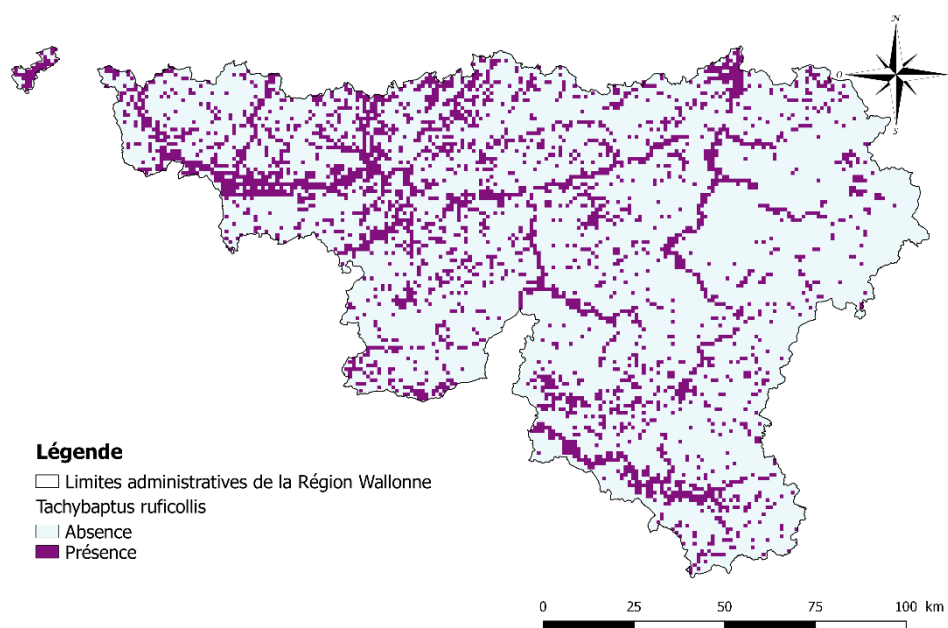 N
O
S
Légende
Limites administratives de la Région Wallonne
Tachybaptus ruficollis
Absence
Présence
0 25 50 75 100 km